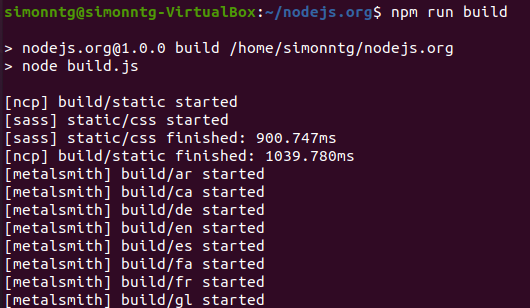 simonntg@simonntg-VirtualBox:~/nodejs.org$ npm run build
> nodejs.org@1.0.0 build /home/simonntg/nodejs.org
> node build.js
[ncp] build/static started
[sass] static/css started
[sass] static/css finished: 900.747ms
[ncp] build/static finished: 1039.780ms
[metalsmith] build/ar started
[metalsmith] build/ca started
[metalsmith] build/de started
[metalsmith] build/en started
[metalsmith] build/es started
[metalsmith] build/fa started
[metalsmith] build/fr started
[metalsmith] build/gl started